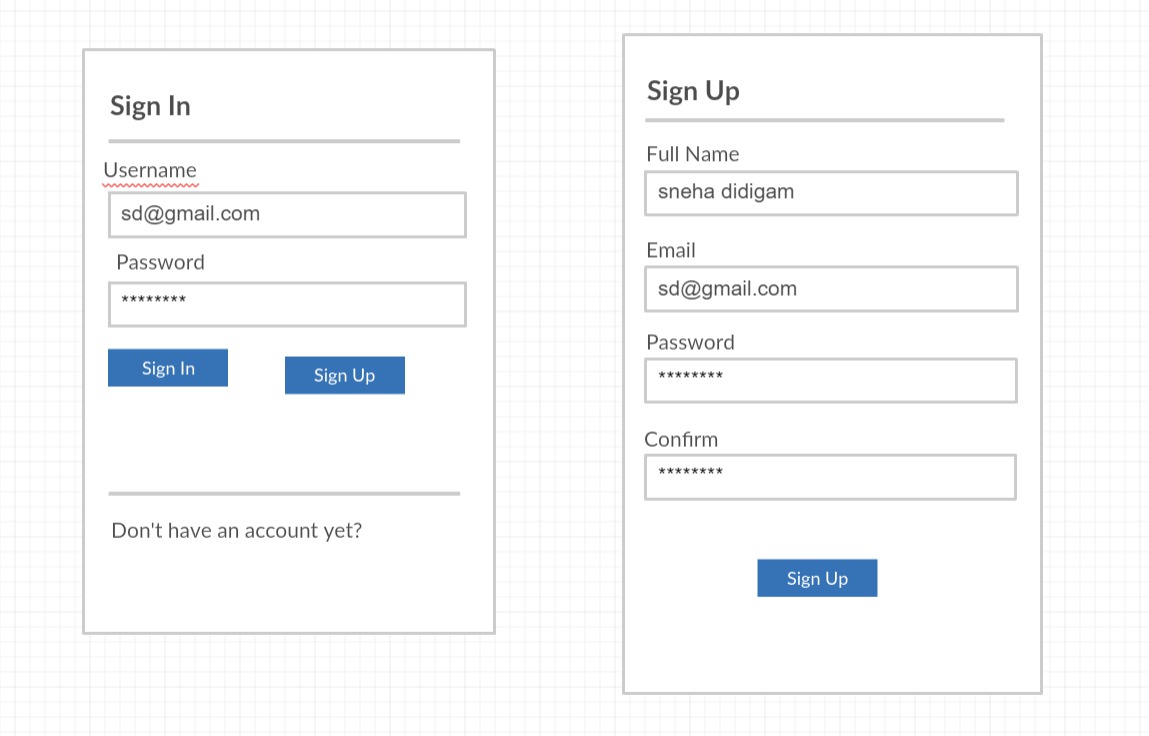 Sign In
Username
sd@gmail.com
Password
********
Sign In
Sign Up
Don't have an account yet?
Sign Up
Full Name
sneha didigam
Email
sd@gmail.com
Password
********
Confirm
********
Sign Up